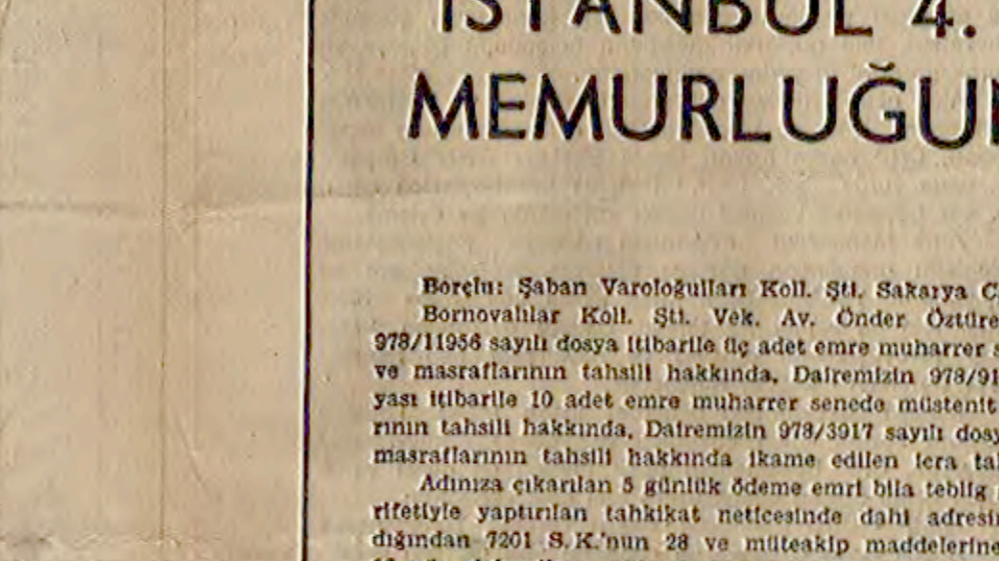 İSTANBUL 4.
MEMURLUĞU
Borçlu: Şaban Varoloğulları Koll. Şti. Sakarya C
Bornovalılar Koll. Şti. Vek. Av. Önder Öztüre
978/11956 sayılı dosya itibarile üç adet emre muharrer s
ve masraflarının tahsili hakkında, Dairemizin 978/91
yası itibarile 10 adet emre muharrer senede müstenit
rının tahsili hakkında, Dairemizin 978/3917 sayılı dosy
masraflarının tahsili hakkında ikame edilen icra ta
Adınıza çıkarılan 5 günlük ödeme emri bila teblig
rifetiyle yaptırılan tahkikat neticesinde dahi adresi
dığından 7201 S.K.'nun 28 ve müteakip maddelerine